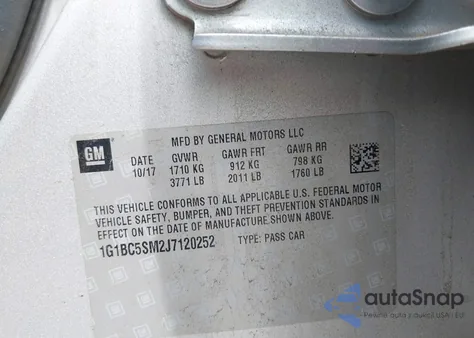 GM
MFD BY GENERAL MOTORS LLC
DATE GVWR GAWR FRT GAWR RR
10/17 1710 KG 912 KG 798 KG
3771 LB 2011 LB 1760 LB
THIS VEHICLE CONFORMS TO ALL APPLICABLE U.S. FEDERAL MOTOR
VEHICLE SAFETY, BUMPER, AND THEFT PREVENTION STANDARDS IN
EFFECT ON THE DATE OF MANUFACTURE SHOWN ABOVE.
1G1BC5SM2J7120252 TYPE: PASS CAR
autoSnap